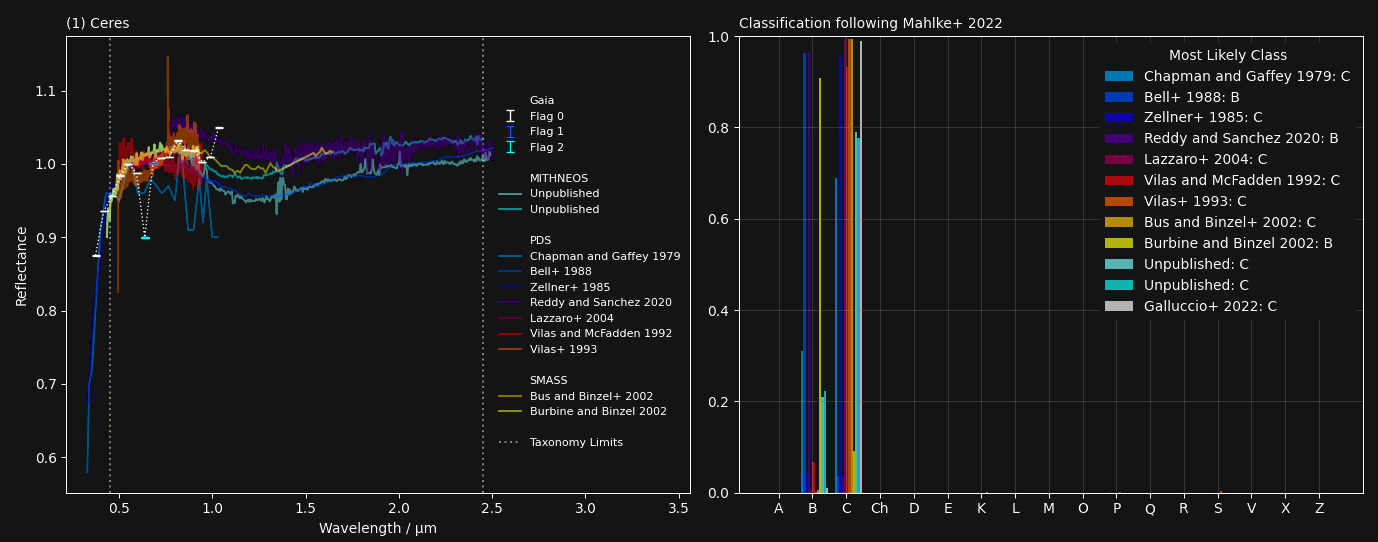 (1) Ceres
Reflectance
1.1
1.0
0.9
0.8
0.7
0.6
0.5
1.0
1.5
2.0
2.5
3.0
3.5
Wavelength / μm
Gaia
Flag 0
Flag 1
Flag 2
MITHNEOS
Unpublished
Unpublished
PDS
Chapman and Gaffey 1979
Bell+ 1988
Zellner+ 1985
Reddy and Sanchez 2020
Lazzaro+ 2004
Vilas and McFadden 1992
Vilas+ 1993
SMASS
Bus and Binzel+ 2002
Burbine and Binzel 2002
Taxonomy Limits
Classification following Mahlke+ 2022
1.0
0.8
0.6
0.4
0.2
0.0
A
B
C
Ch
D
E
K
L
M
O
P
Q
R
S
V
X
Z
Most Likely Class
Chapman and Gaffey 1979: C
Bell+ 1988: B
Zellner+ 1985: C
Reddy and Sanchez 2020: B
Lazzaro+ 2004: C
Vilas and McFadden 1992: C
Vilas+ 1993: C
Bus and Binzel+ 2002: C
Burbine and Binzel 2002: B
Unpublished: C
Unpublished: C
Galluccio+ 2022: C